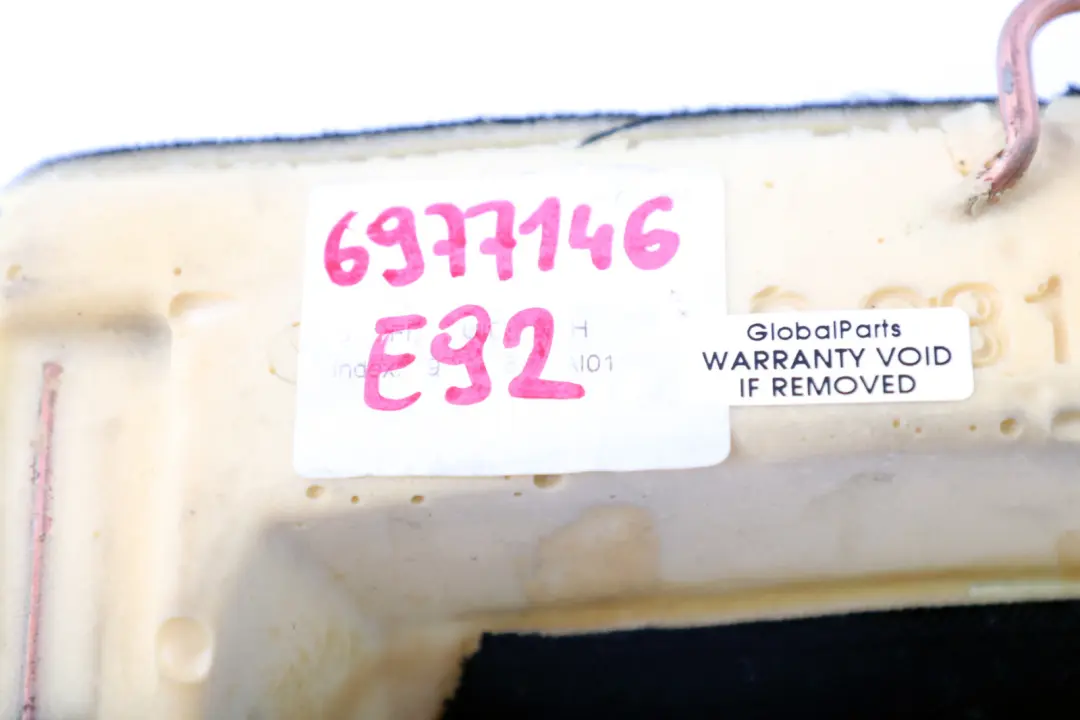 6977146
E92
GlobalParts
WARRANTY VOID
IF REMOVED